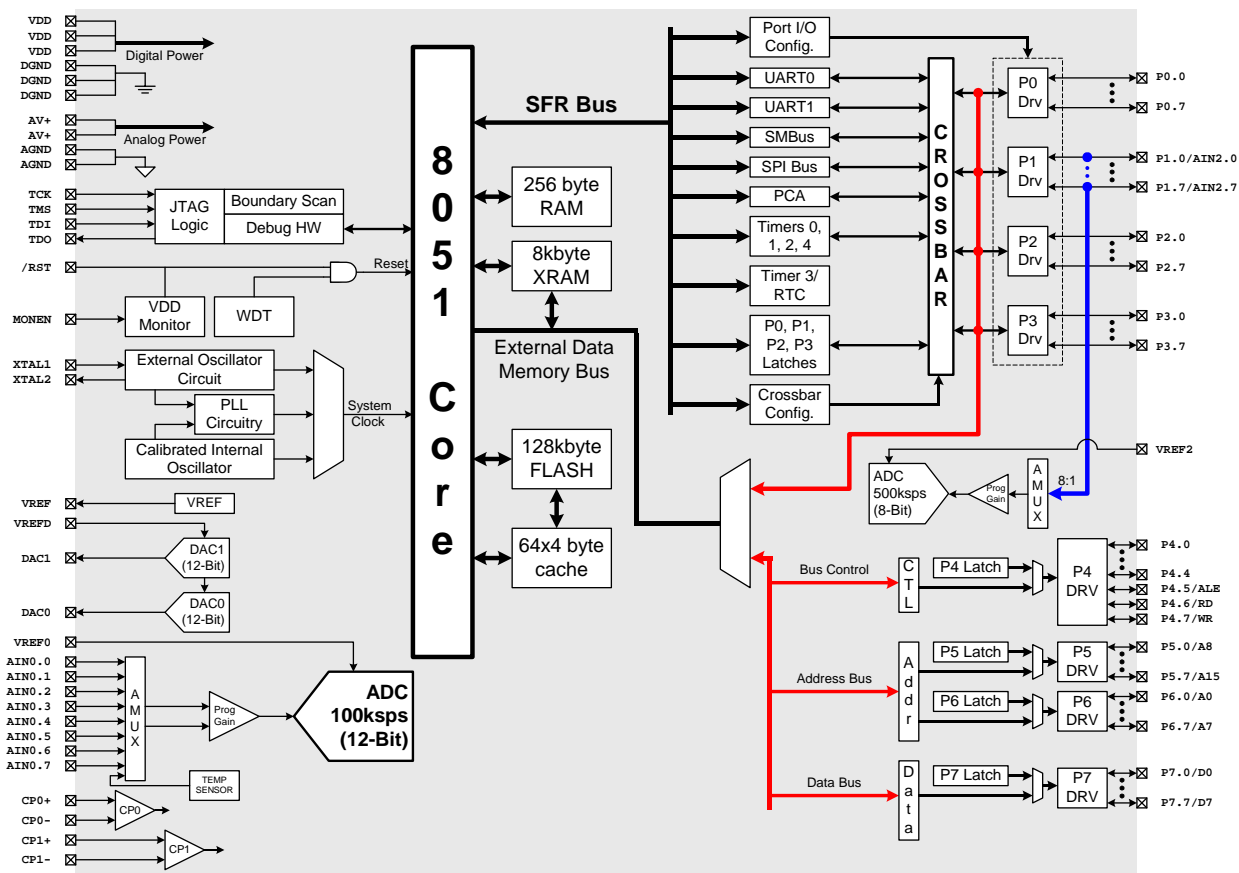 VDD
VDD
VDD
Digital Power
DGND
DGND
DGND
AV+
AV+
Analog Power
AGND
AGND
TCK
TMS
TDI
TDO
JTAG
Logic
Boundary Scan
Debug HW
/RST
Reset
MONEN
VDD
Monitor
WDT
XTAL1
XTAL2
External Oscillator
Circuit
PLL
Circuitry
Calibrated Internal
Oscillator
System
Clock
VREF
VREF
VREFD
DAC1
DAC1
(12-Bit)
DAC0
DAC0
(12-Bit)
VREF0
AIN0.0
AIN0.1
AIN0.2
AIN0.3
AIN0.4
AIN0.5
AIN0.6
AIN0.7
AMUX
Prog
Gain
ADC
100ksps
(12-Bit)
TEMP
SENSOR
CP0+
CP0-
CP0
CP1+
CP1-
CP1
8051 Core
SFR Bus
256 byte
RAM
8kbyte
XRAM
External Data
Memory Bus
128kbyte
FLASH
64x4 byte
cache
Port I/O
Config.
UART0
UART1
SMBus
SPI Bus
PCA
Timers 0,
1, 2, 4
Timer 3/
RTC
P0, P1,
P2, P3
Latches
Crossbar
Config.
CROSSBAR
P0
Drv
P1
Drv
P2
Drv
P3
Drv
P0.0
P0.7
P1.0/AIN2.0
P1.7/AIN2.7
P2.0
P2.7
P3.0
P3.7
VREF2
ADC
500ksps
(8-Bit)
Prog
Gain
AMUX
8:1
Bus Control
CTL
P4 Latch
P4
DRV
P4.0
P4.4
P4.5/ALE
P4.6/RD
P4.7/WR
Address Bus
Addr
P5 Latch
P5
DRV
P5.0/A8
P5.7/A15
P6 Latch
P6
DRV
P6.0/A0
P6.7/A7
Data Bus
Data
P7 Latch
P7
DRV
P7.0/D0
P7.7/D7